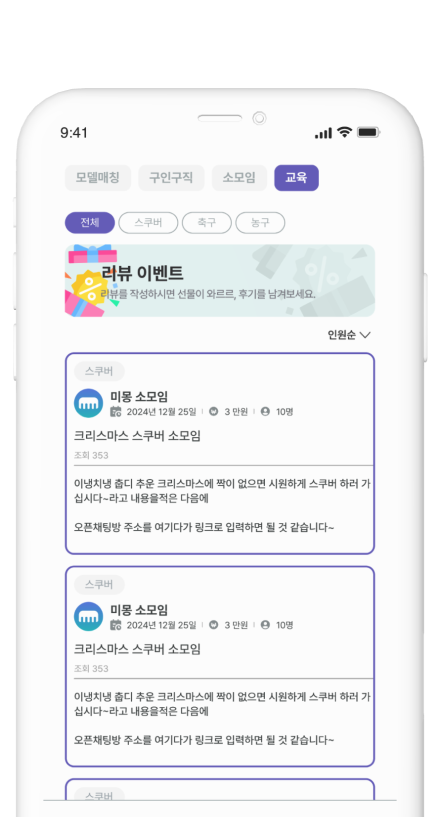 9:41
모델매칭 구인구직 소모임 교육
전체 스쿠버 축구 농구
리뷰 이벤트
리뷰를 작성하시면 선물이 와르르, 후기를 남겨보세요.
인원순
스쿠버
미몽 소모임
2024년 12월 25일 3 만원 10명
크리스마스 스쿠버 소모임
조회 353
이냉치냉 춥디 추운 크리스마스에 짝이 없으면 시원하게 스쿠버 하러 가
십시다~라고 내용을적은 다음에
오픈채팅방 주소를 여기다가 링크로 입력하면 될 것 같습니다~
스쿠버
미몽 소모임
2024년 12월 25일 3 만원 10명
크리스마스 스쿠버 소모임
조회 353
이냉치냉 춥디 추운 크리스마스에 짝이 없으면 시원하게 스쿠버 하러 가
십시다~라고 내용을적은 다음에
오픈채팅방 주소를 여기다가 링크로 입력하면 될 것 같습니다~
스쿠버